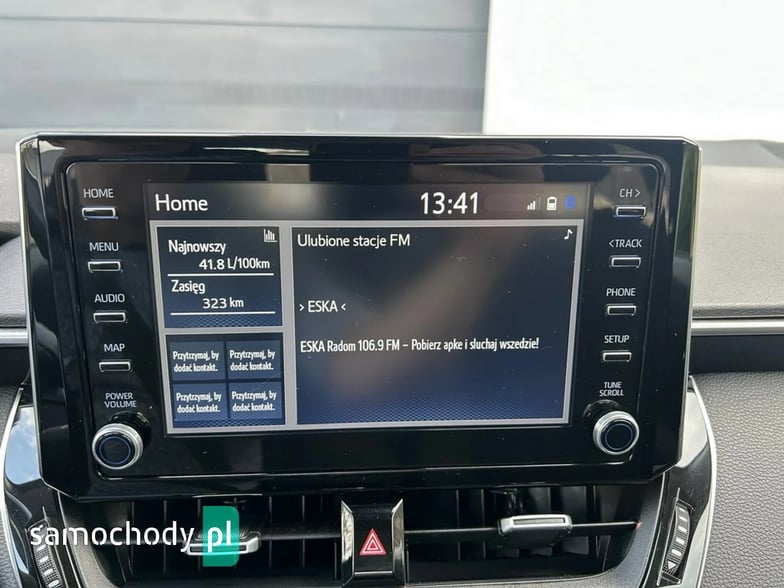 HOME
MENU
AUDIO
MAP
POWER
VOLUME
Home
13:41
Najnowszy
41.8 L/100km
Zasięg
323 km
Przytrzymaj, by
dodać kontakt.
Przytrzymaj, by
dodać kontakt.
Przytrzymaj, by
dodać kontakt.
Przytrzymaj, by
dodać kontakt.
Ulubione stacje FM
› ESKA ‹
ESKA Radom 106.9 FM – Pobierz apke i sluchaj wszedzie!
CH >
< TRACK
PHONE
SETUP
TUNE
SCROLL
samochody.pl